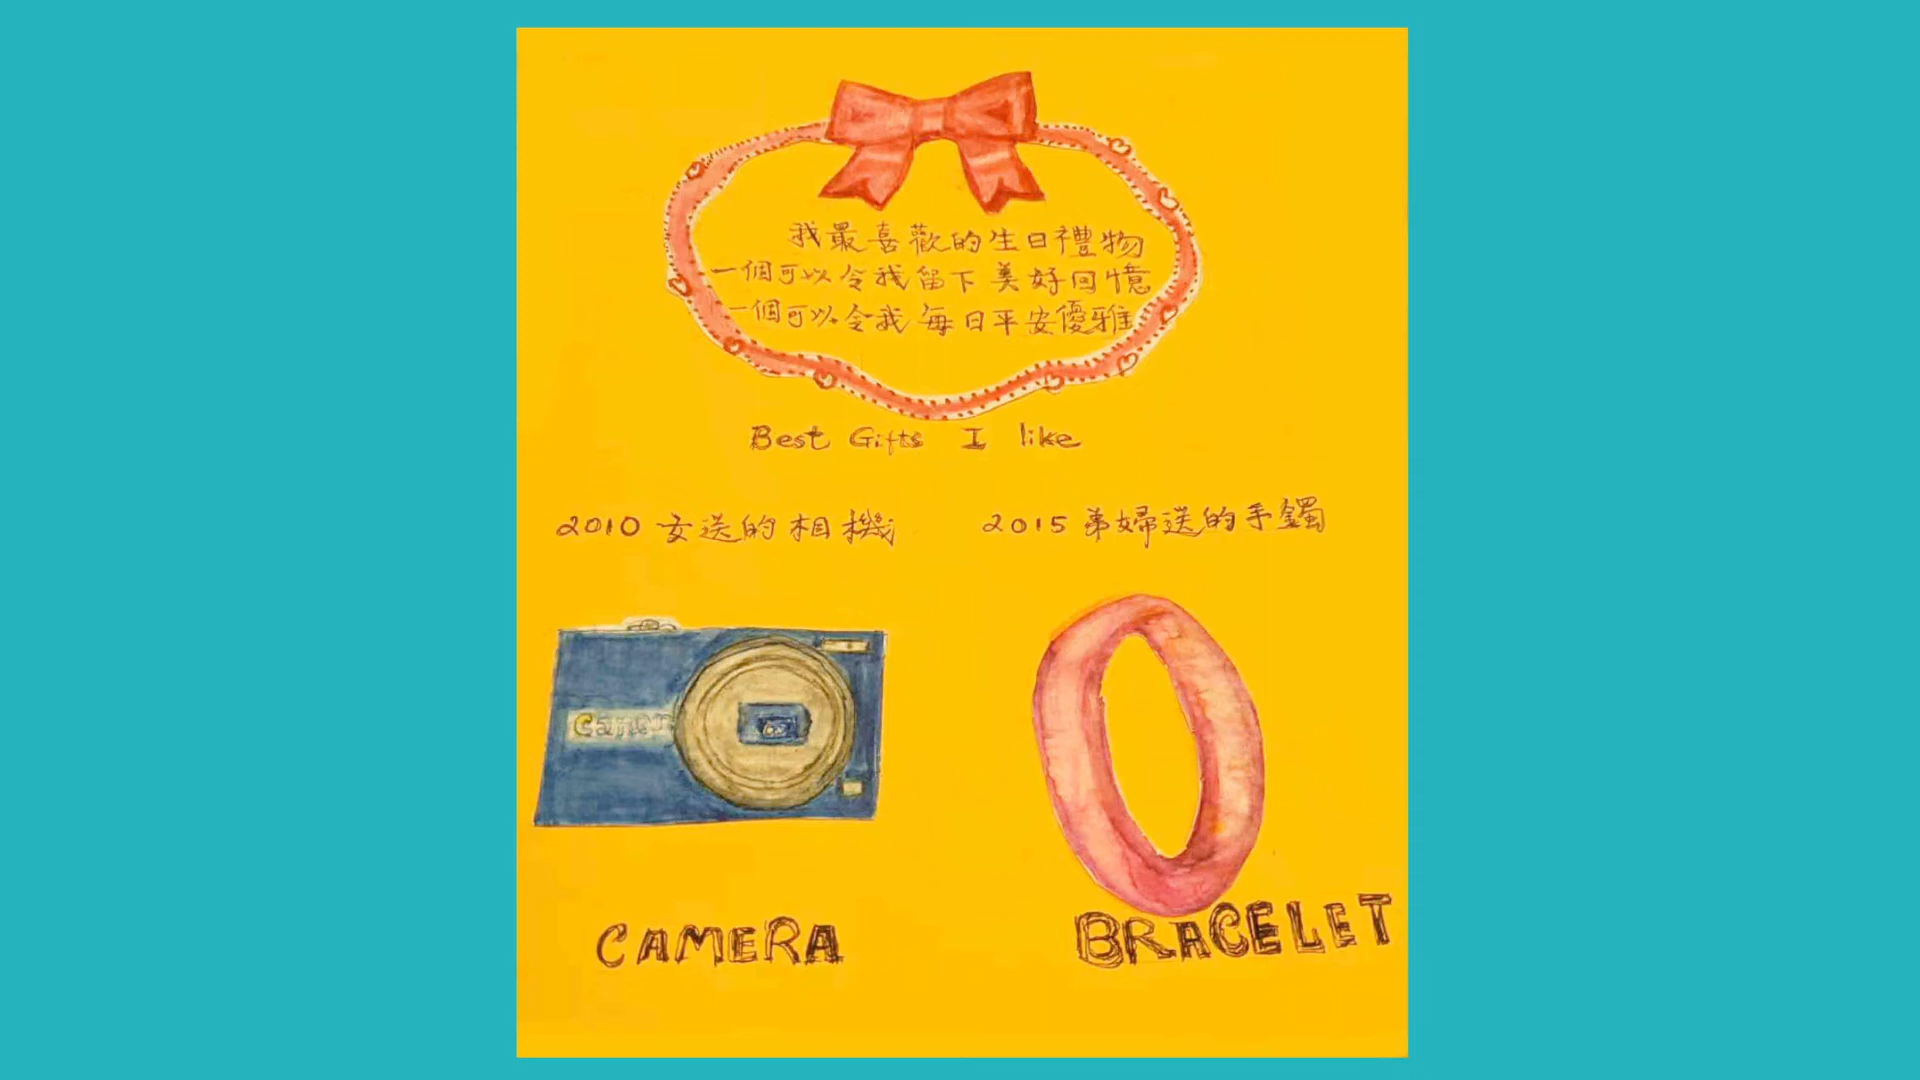 我最喜歡的生日禮物
一個可以令我留下美好回憶
一個可以令我每日平安優雅
Best Gifts I like
2010 女送的相機
2015 弟婦送的手鐲
Canon
CAMERA
BRACELET